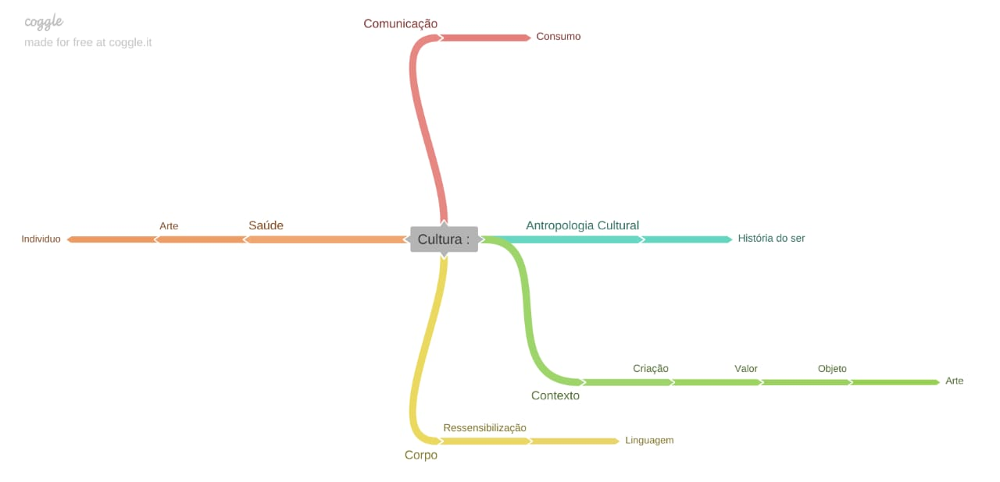 coggle
made for free at coggle.it
Comunicação
Consumo
Individuo
Arte
Saúde
Cultura :
Antropologia Cultural
História do ser
Contexto
Criação
Valor
Objeto
Arte
Corpo
Ressensibilização
Linguagem